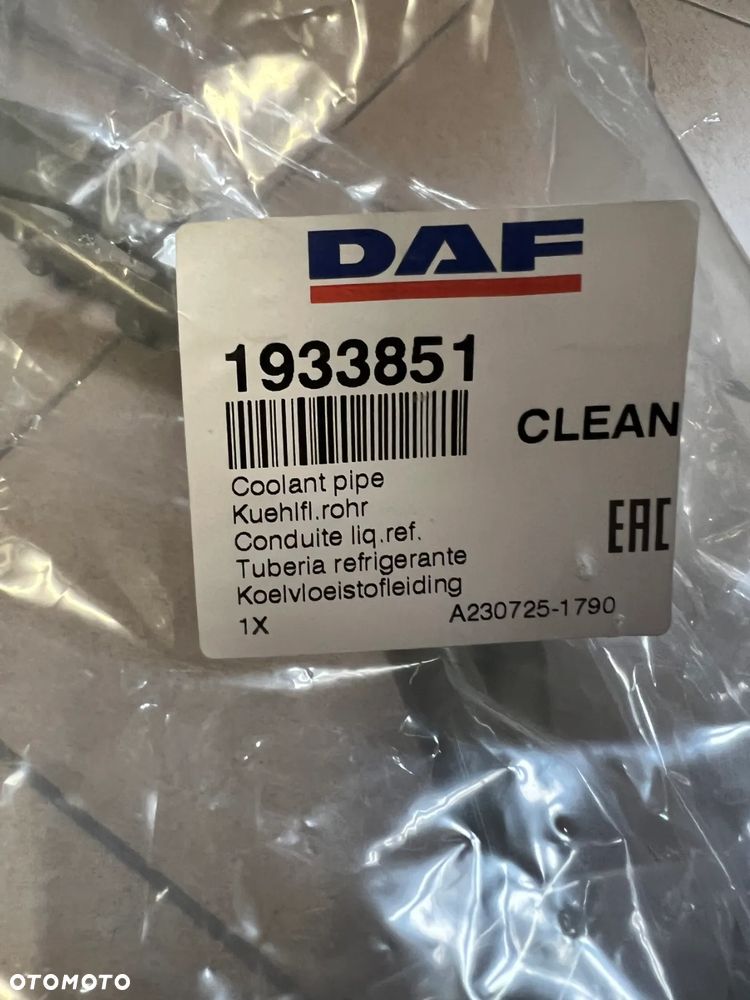 DAF
1933851
CLEAN
Coolant pipe
Kuehlfl.rohr
Conduite liq.ref.
Tuberia refrigerante
Koelvloeistofleiding
EAC
1X
A230725-1790
OTOMOTO